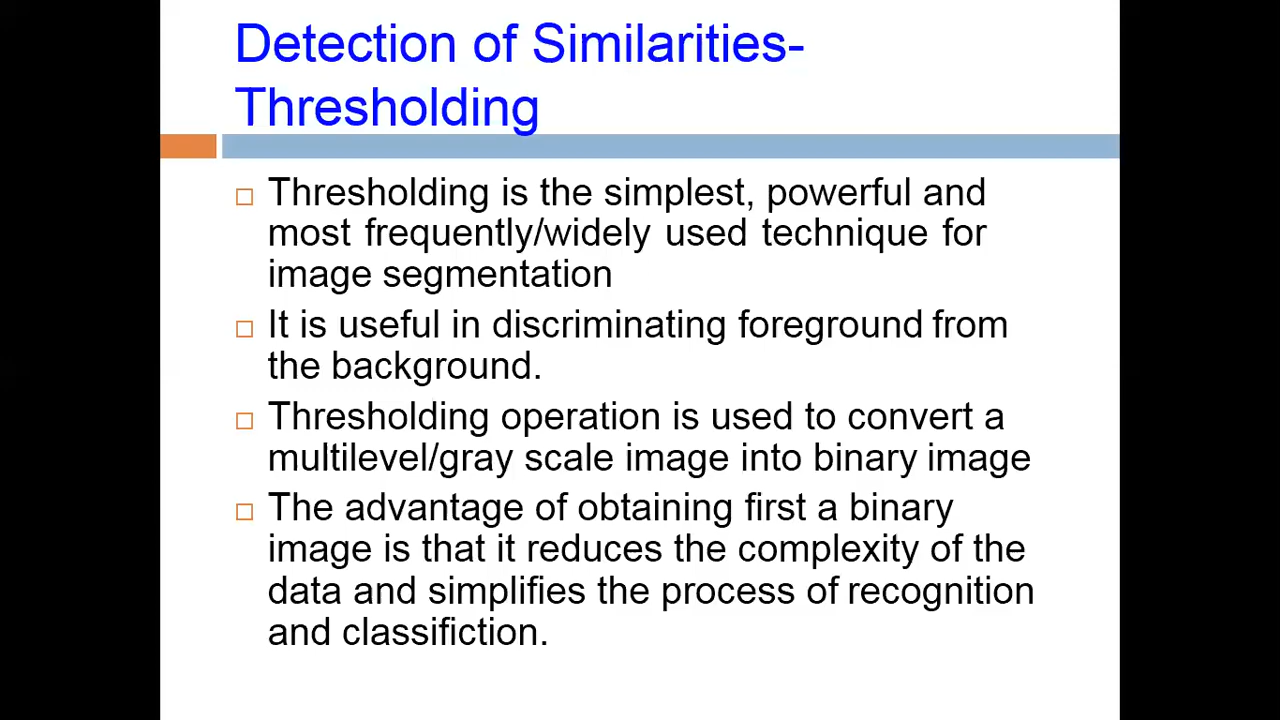 Detection of Similarities-
Thresholding
Thresholding is the simplest, powerful and
most frequently/widely used technique for
image segmentation
It is useful in discriminating foreground from
the background.
Thresholding operation is used to convert a
multilevel/gray scale image into binary image
The advantage of obtaining first a binary
image is that it reduces the complexity of the
data and simplifies the process of recognition
and classifiction.